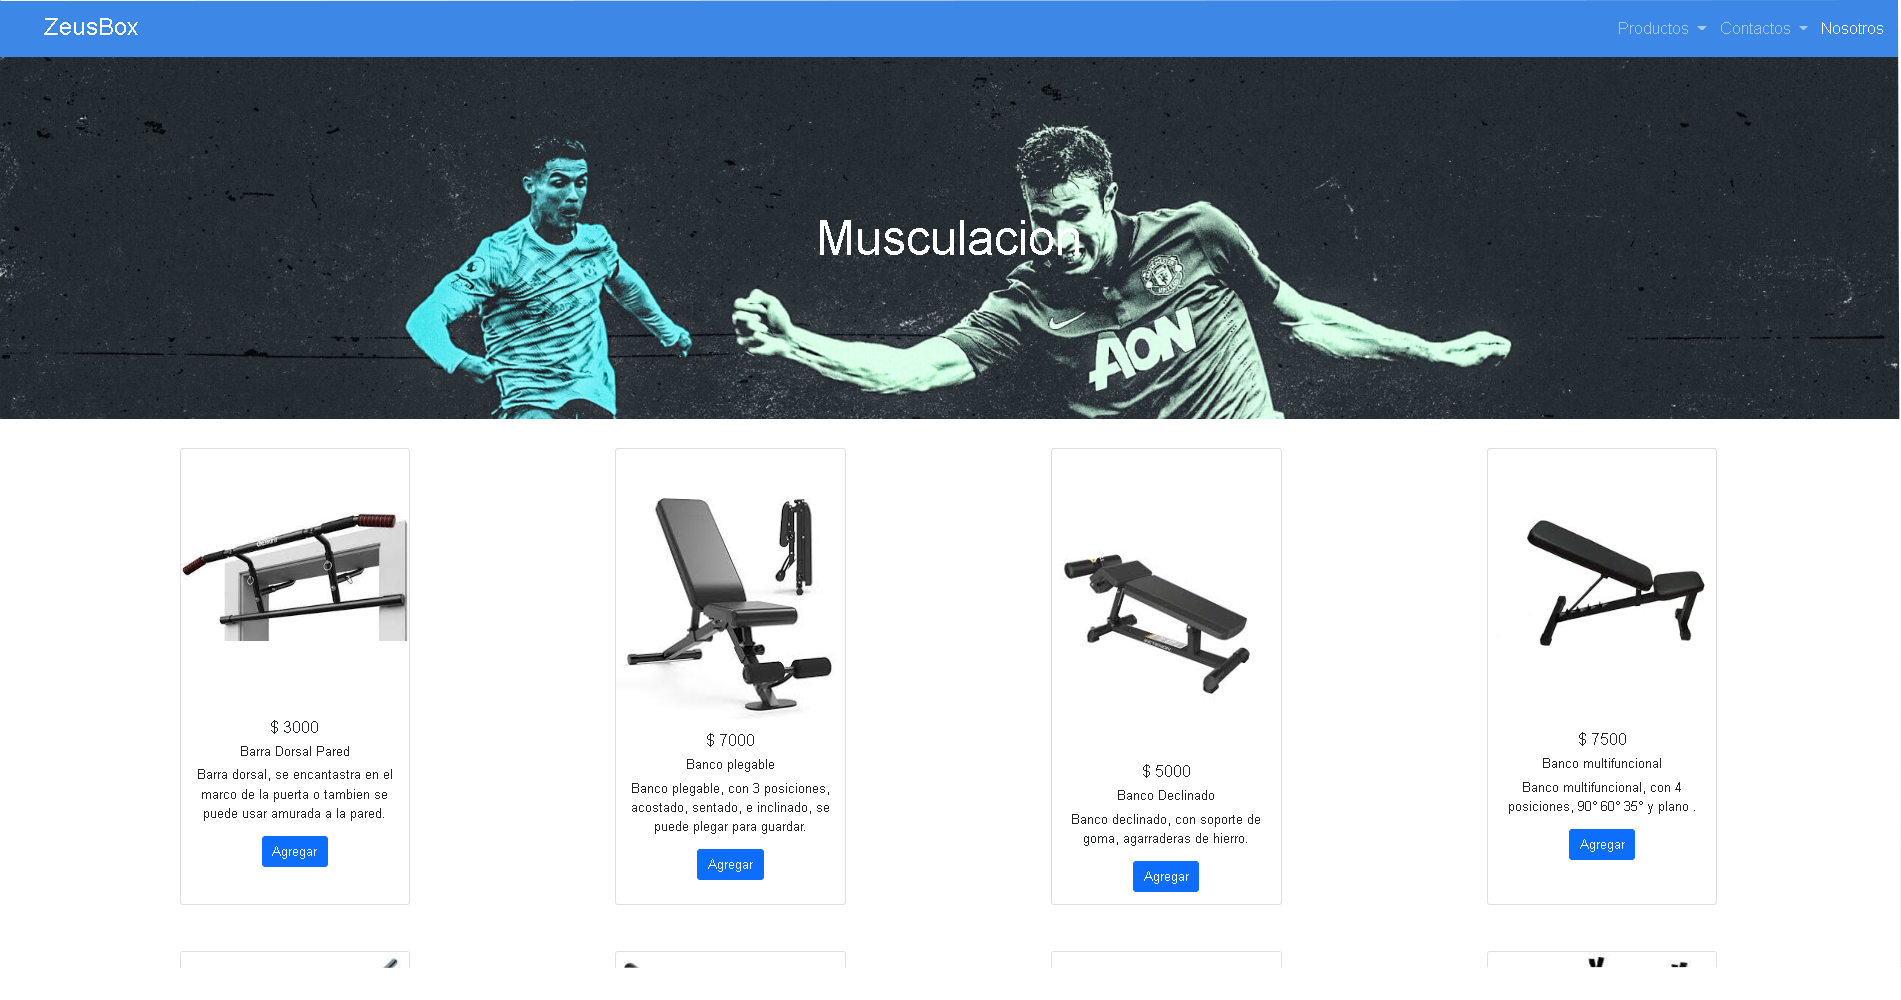 ZeusBox
Productos
Contactos
Nosotros
Musculacion
AON
$ 3000
Barra Dorsal Pared
Barra dorsal, se encantastra en el
marco de la puerta o tambien se
puede usar amurada a la pared.
Agregar
$ 7000
Banco plegable
Banco plegable, con 3 posiciones,
acostado, sentado, e inclinado, se
puede plegar para guardar.
Agregar
$ 5000
Banco Declinado
Banco declinado, con soporte de
goma, agarraderas de hierro.
Agregar
$ 7500
Banco multifuncional
Banco multifuncional, con 4
posiciones, 90° 60° 35° y plano .
Agregar